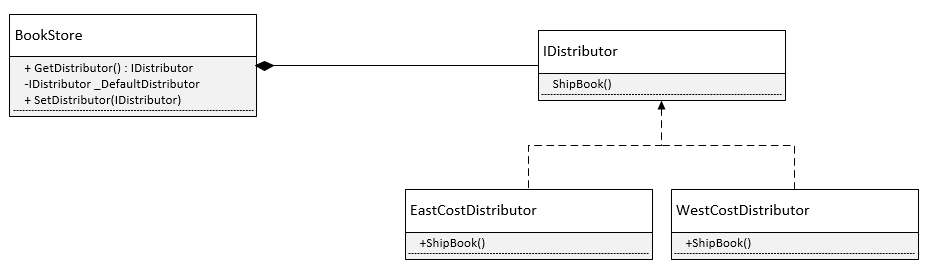 BookStore
+ GetDistributor() : IDistributor
-IDistributor _DefaultDistributor
+ SetDistributor(IDistributor)
IDistributor
ShipBook()
EastCostDistributor
+ShipBook()
WestCostDistributor
+ShipBook()